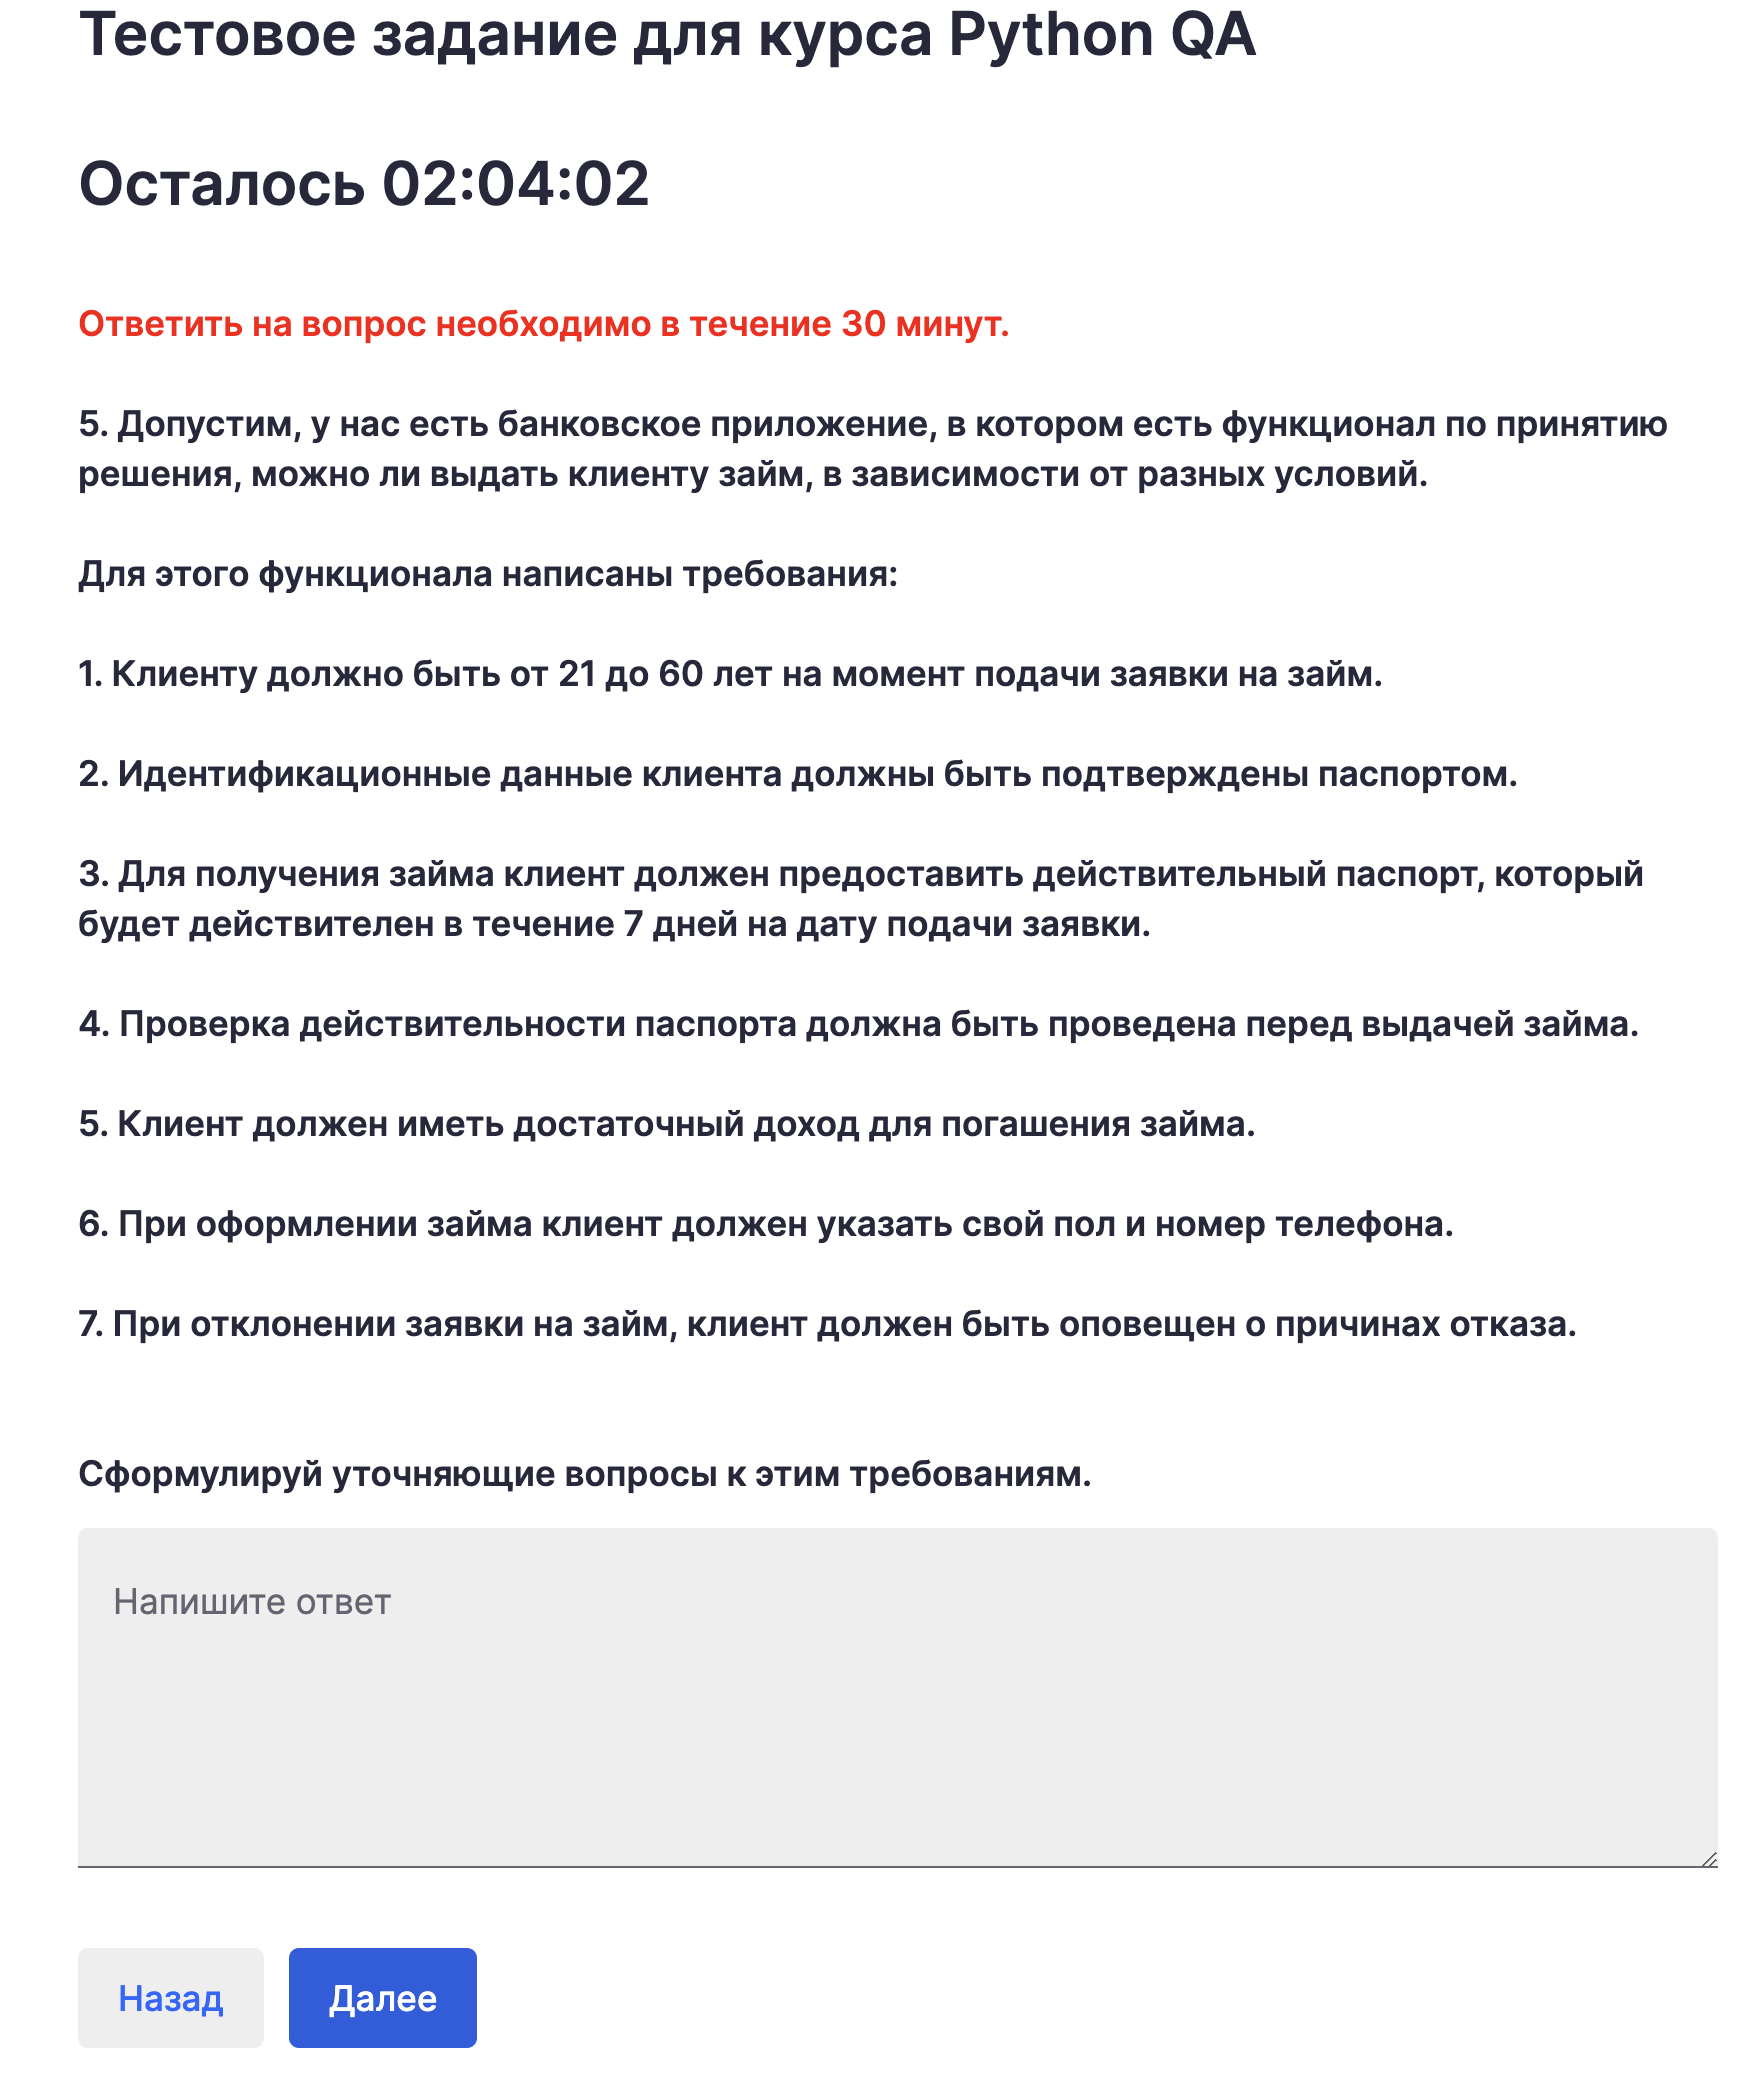 Тестовое задание для курса Python QA
Осталось 02:04:02
Ответить на вопрос необходимо в течение 30 минут.
5. Допустим, у нас есть банковское приложение, в котором есть функционал по принятию
решения, можно ли выдать клиенту займ, в зависимости от разных условий.
Для этого функционала написаны требования:
1. Клиенту должно быть от 21 до 60 лет на момент подачи заявки на займ.
2. Идентификационные данные клиента должны быть подтверждены паспортом.
3. Для получения займа клиент должен предоставить действительный паспорт, который
будет действителен в течение 7 дней на дату подачи заявки.
4. Проверка действительности паспорта должна быть проведена перед выдачей займа.
5. Клиент должен иметь достаточный доход для погашения займа.
6. При оформлении займа клиент должен указать свой пол и номер телефона.
7. При отклонении заявки на займ, клиент должен быть оповещен о причинах отказа.
Сформулируй уточняющие вопросы к этим требованиям.
Напишите ответ
Назад
Далее